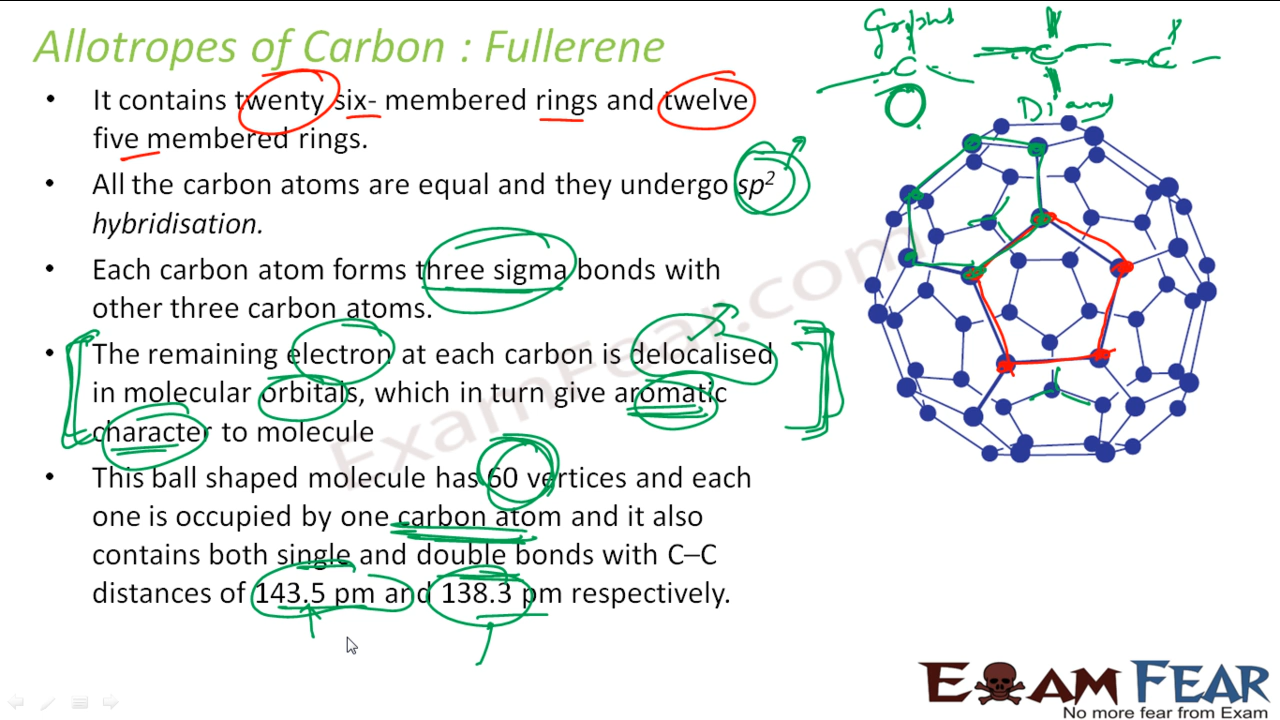 Allotropes of Carbon : Fullerene
• It contains twenty six- membered rings and twelve
five membered rings.
• All the carbon atoms are equal and they undergo sp²
hybridisation.
• Each carbon atom forms three sigma bonds with
other three carbon atoms.
• The remaining electron at each carbon is delocalised
in molecular orbitals, which in turn give aromatic
character to molecule
• This ball shaped molecule has 60 vertices and each
one is occupied by one carbon atom and it also
contains both single and double bonds with C–C
distances of 143.5 pm and 138.3 pm respectively.
C C C
ExamFear.com
EXAM FEAR
No more fear from Exam